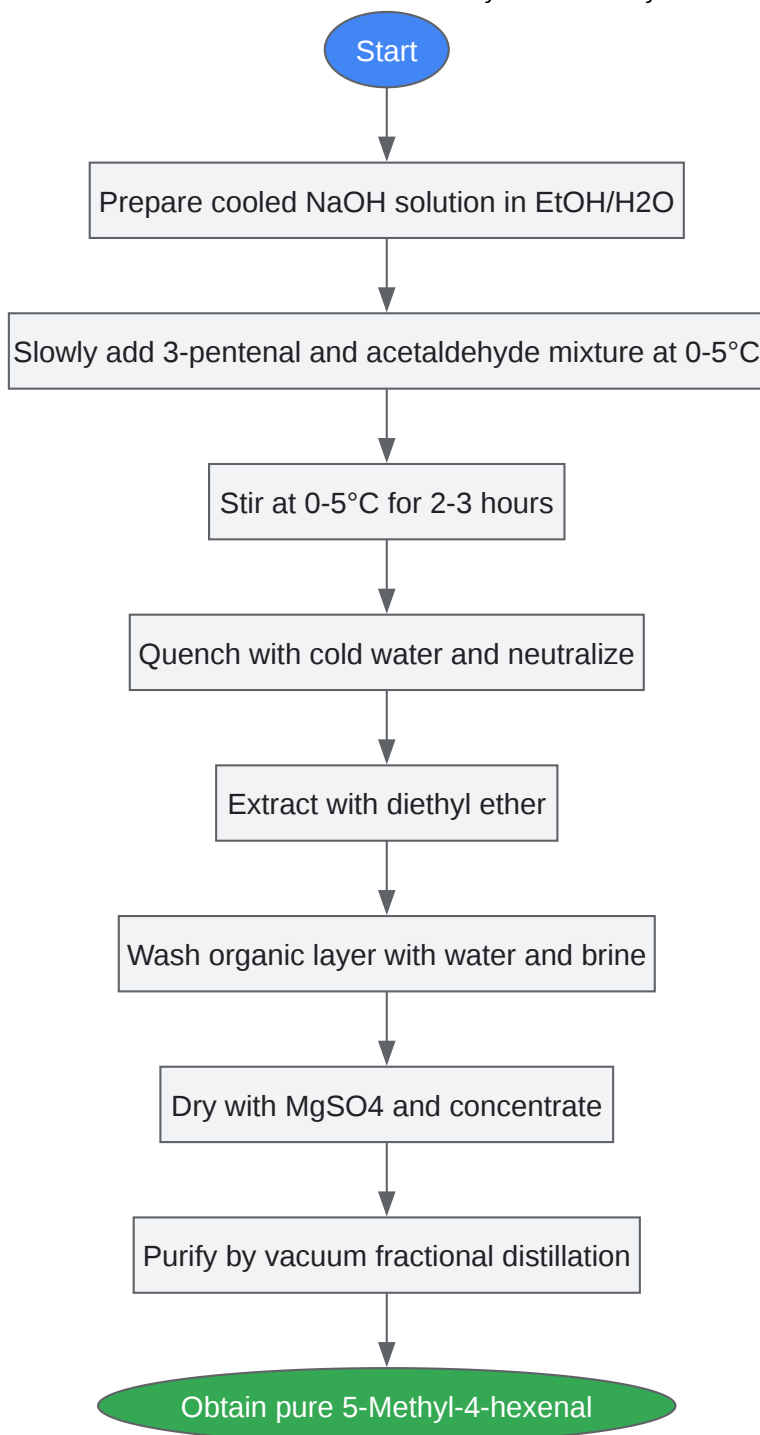 Start
Prepare cooled NaOH solution in EtOH/H2O
Slowly add 3-pentenal and acetaldehyde mixture at 0-5°C
Stir at 0-5°C for 2-3 hours
Quench with cold water and neutralize
Extract with diethyl ether
Wash organic layer with water and brine
Dry with MgSO4 and concentrate
Purify by vacuum fractional distillation
Obtain pure 5-Methyl-4-hexenal